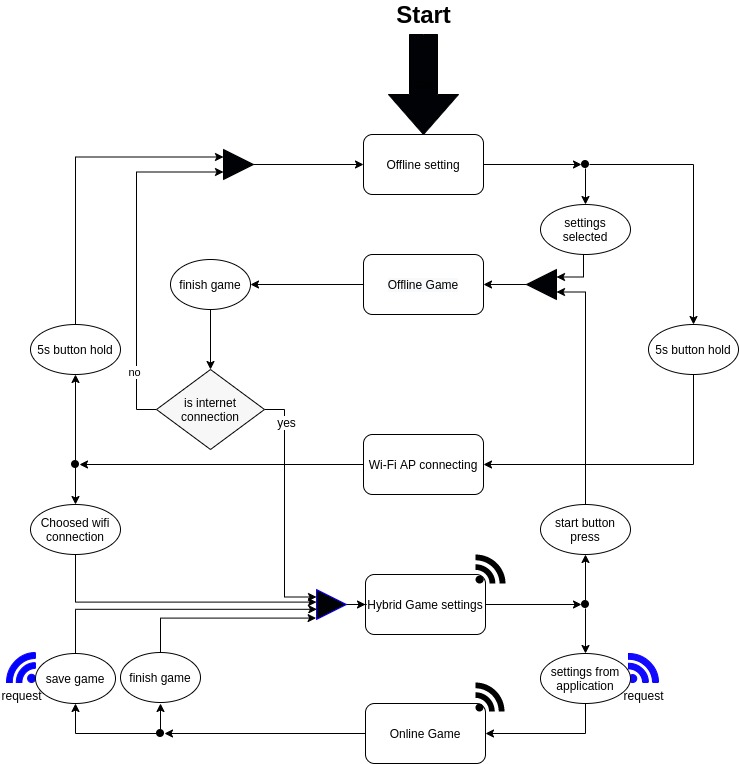 Start
Offline setting
settings
selected
finish game
Offline Game
5s button hold
5s button hold
no
is internet
connection
yes
Wi-Fi AP connecting
Choosed wifi
connection
start button
press
Hybrid Game settings
save game
finish game
settings from
application
request
request
Online Game